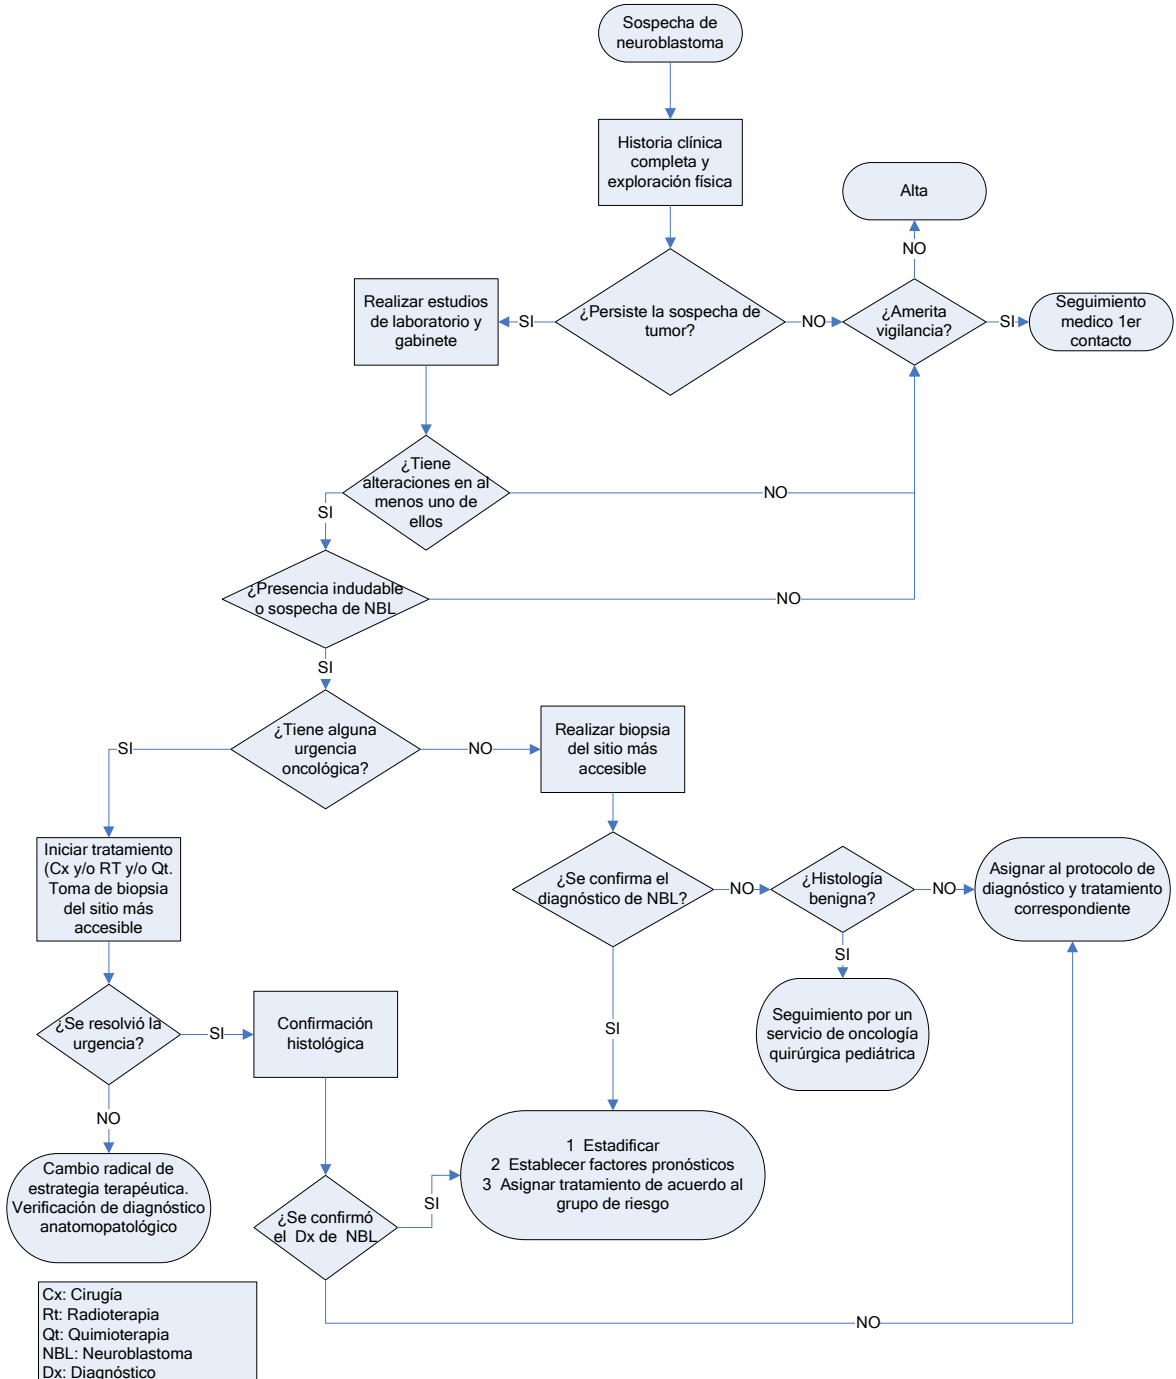 Sospecha de
neuroblastoma
Historia clínica
completa y
exploración física
Alta
NO
¿Persiste la sospecha de
tumor?
SI
NO
¿Amerita
vigilancia?
SI
Seguimiento
medico 1er
contacto
Realizar estudios
de laboratorio y
gabinete
¿Tiene
alteraciones en al
menos uno de
ellos
NO
SI
¿Presencia indudable
o sospecha de NBL
NO
SI
¿Tiene alguna
urgencia
oncológica?
SI
NO
Realizar biopsia
del sitio más
accesible
Iniciar tratamiento
(Cx y/o RT y/o Qt.
Toma de biopsia
del sitio más
accesible
¿Se confirma el
diagnóstico de NBL?
NO
¿Histología
benigna?
NO
Asignar al protocolo de
diagnóstico y tratamiento
correspondiente
SI
Seguimiento por un
servicio de oncología
quirúrgica pediátrica
SI
¿Se resolvió la
urgencia?
SI
Confirmación
histológica
NO
Cambio radical de
estrategia terapéutica.
Verificación de diagnóstico
anatomopatológico
1 Estadificar
2 Establecer factores pronósticos
3 Asignar tratamiento de acuerdo al
grupo de riesgo
SI
¿Se confirmó
el Dx de NBL
NO
Cx: Cirugía
Rt: Radioterapia
Qt: Quimioterapia
NBL: Neuroblastoma
Dx: Diagnóstico